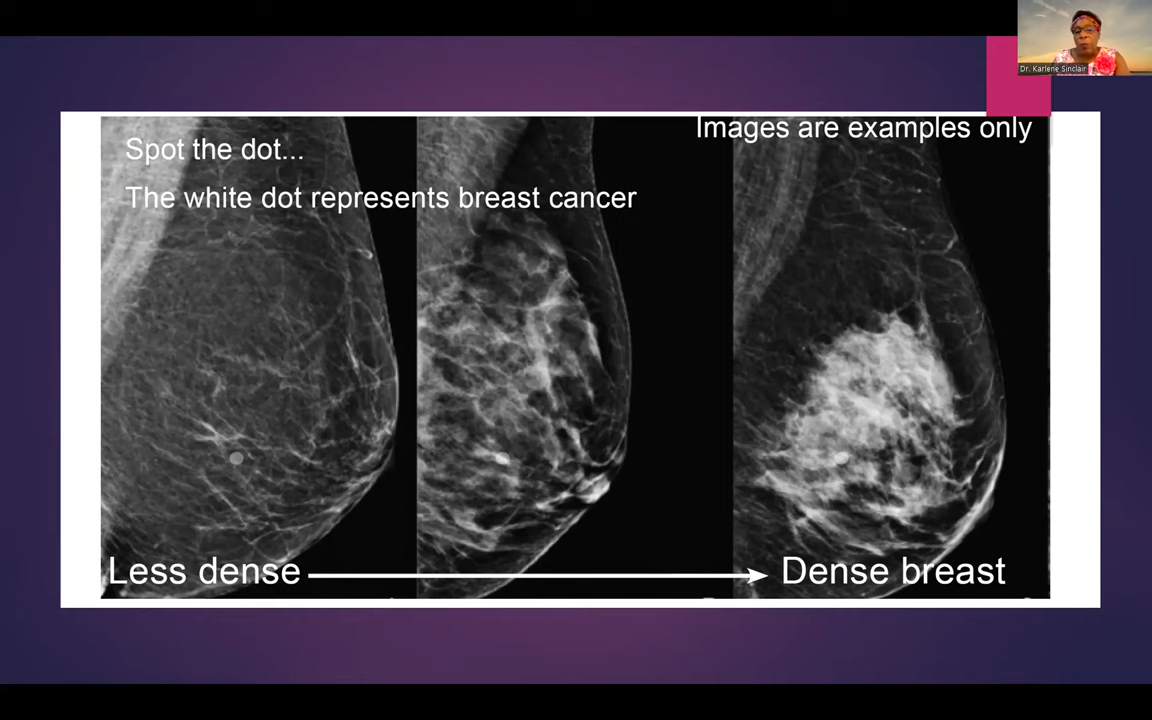 Dr. Karlene Sinclair
Images are examples only
Spot the dot...
The white dot represents breast cancer
Less dense
Dense breast